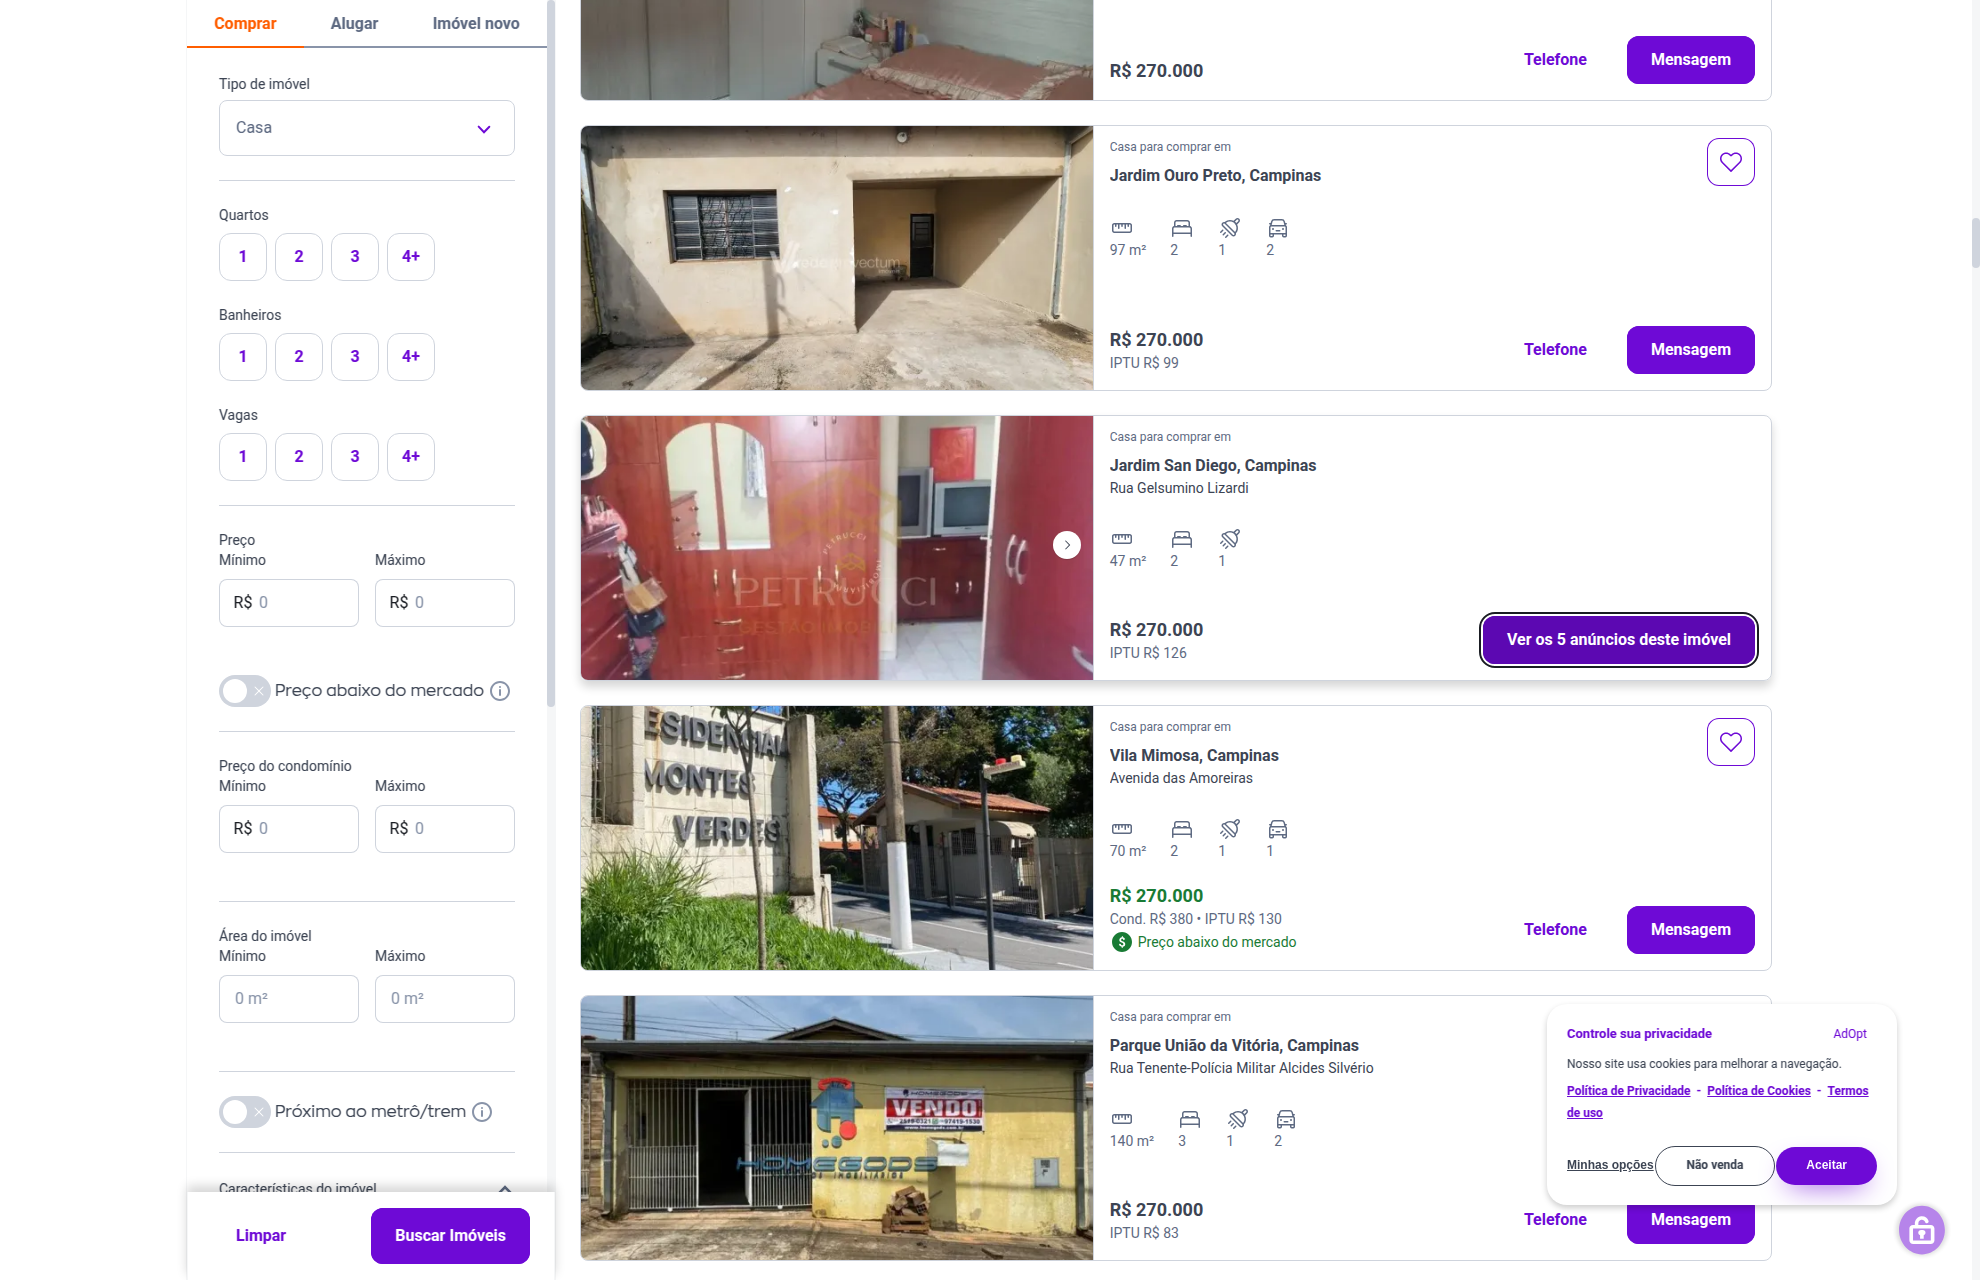 Comprar
Alugar
Imóvel novo
Tipo de imóvel
Casa
Quartos
1
2
3
4+
Banheiros
1
2
3
4+
Vagas
1
2
3
4+
Preço
Mínimo
Máximo
R$ 0
R$ 0
Preço abaixo do mercado
Preço do condomínio
Mínimo
Máximo
R$ 0
R$ 0
Área do imóvel
Mínimo
Máximo
0 m²
0 m²
Próximo ao metrô/trem
Características do imóvel
Limpar
Buscar Imóveis
R$ 270.000
Telefone
Mensagem
Casa para comprar em
Jardim Ouro Preto, Campinas
97 m²
2
1
2
R$ 270.000
IPTU R$ 99
Telefone
Mensagem
PETRUCCI
PETRUCCI
Casa para comprar em
Jardim San Diego, Campinas
Rua Gelsumino Lizardi
47 m²
2
1
R$ 270.000
IPTU R$ 126
Ver os 5 anúncios deste imóvel
ESIDENCIAL
MONTES
VERDES
Casa para comprar em
Vila Mimosa, Campinas
Avenida das Amoreiras
70 m²
2
1
1
R$ 270.000
Cond. R$ 380 • IPTU R$ 130
Preço abaixo do mercado
Telefone
Mensagem
VENDO
HOMEGODS
Casa para comprar em
Parque União da Vitória, Campinas
Rua Tenente-Polícia Militar Alcides Silvério
140 m²
3
1
2
R$ 270.000
IPTU R$ 83
Telefone
Mensagem
Controle sua privacidade
AdOpt
Nosso site usa cookies para melhorar a navegação.
Política de Privacidade - Política de Cookies - Termos
de uso
Minhas opções
Não venda
Aceitar